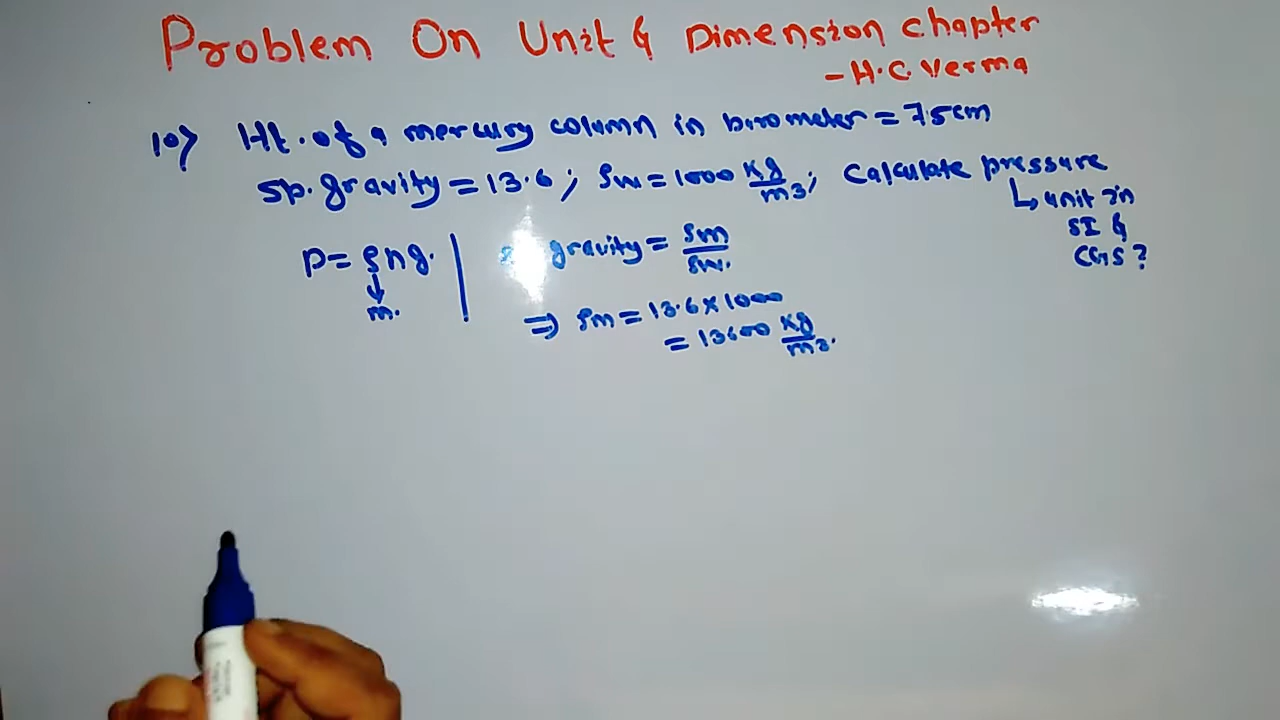 Problem On Unit & Dimension chapter
- H.C. Verma
10> Ht. of a mercury column in birometer = 75cm
sp. gravity = 13.6 ; ρw = 1000 kg/m3; Calculate pressure
↳ unit in
SI &
CGS ?
P = ρhg.
↓
m.
gravity = ρm/ρw.
⇒ ρm = 13.6 × 1000
= 13600 kg/m3.